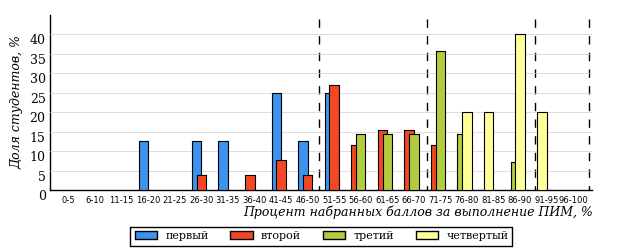 Доля студентов, %
40
35
30
25
20
15
10
5
0
0-5 6-10 11-15 16-20 21-25 26-30 31-35 36-40 41-45 46-50 51-55 56-60 61-65 66-70 71-75 76-80 81-85 86-90 91-95 96-100
Процент набранных баллов за выполнение ПИМ, %
первый второй третий четвертый